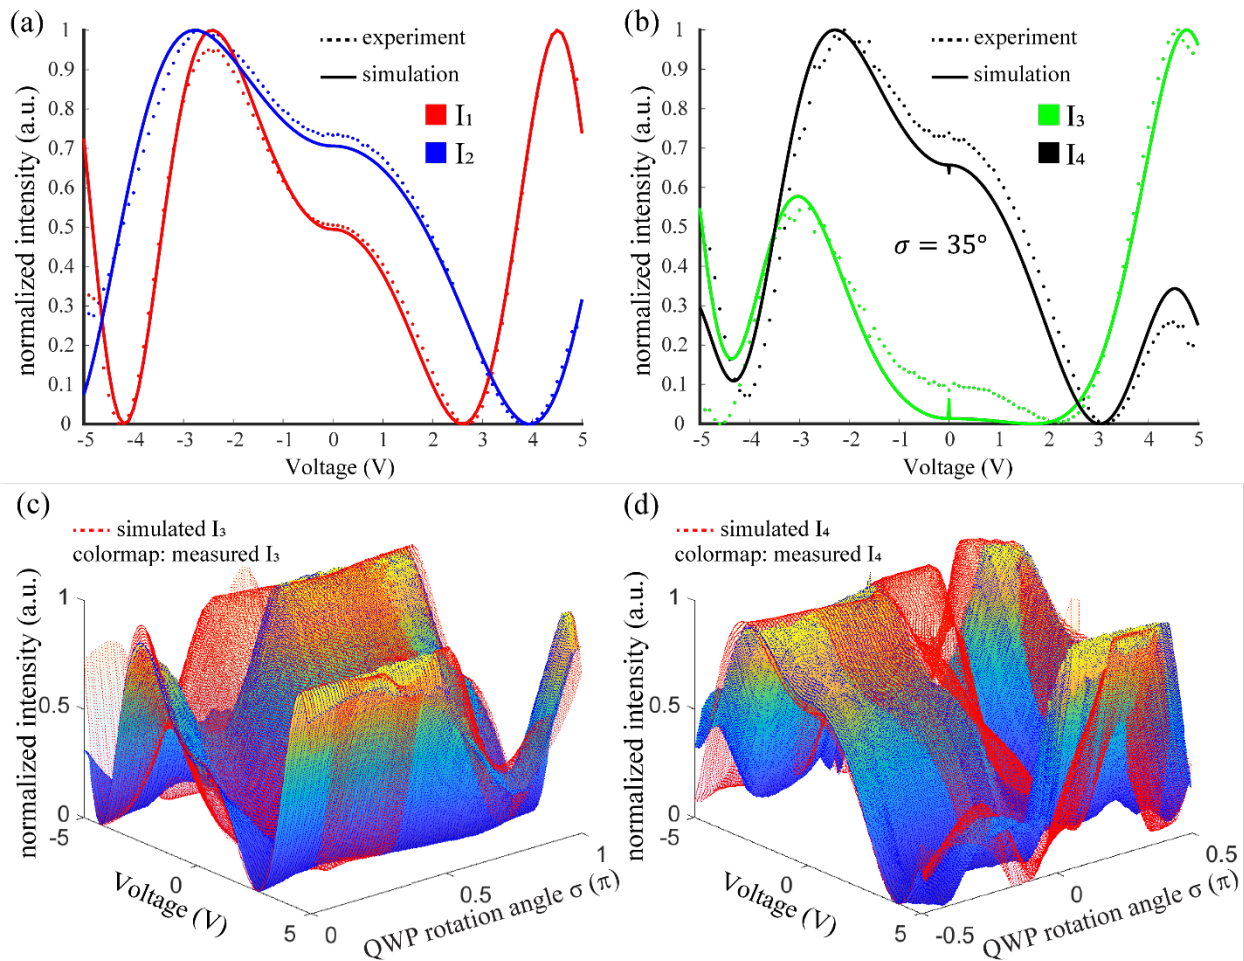 (a)
normalized intensity (a.u.)
1
0.9
0.8
0.7
0.6
0.5
0.4
0.3
0.2
0.1
0
-5
-4
-3
-2
-1
0
1
2
3
4
5
Voltage (V)
experiment
simulation
I₁
I₂
(b)
normalized intensity (a.u.)
1
0.9
0.8
0.7
0.6
0.5
0.4
0.3
0.2
0.1
0
-5
-4
-3
-2
-1
0
1
2
3
4
5
Voltage (V)
experiment
simulation
I₃
I₄
σ = 35°
(c)
simulated I₃
colormap: measured I₃
normalized intensity (a.u.)
1
0.5
0
-5
0
5
Voltage (V)
0
0.5
1
QWP rotation angle σ (π)
(d)
simulated I₄
colormap: measured I₄
normalized intensity (a.u.)
1
0.5
0
-5
0
5
Voltage (V)
-0.5
0
0.5
QWP rotation angle σ (π)